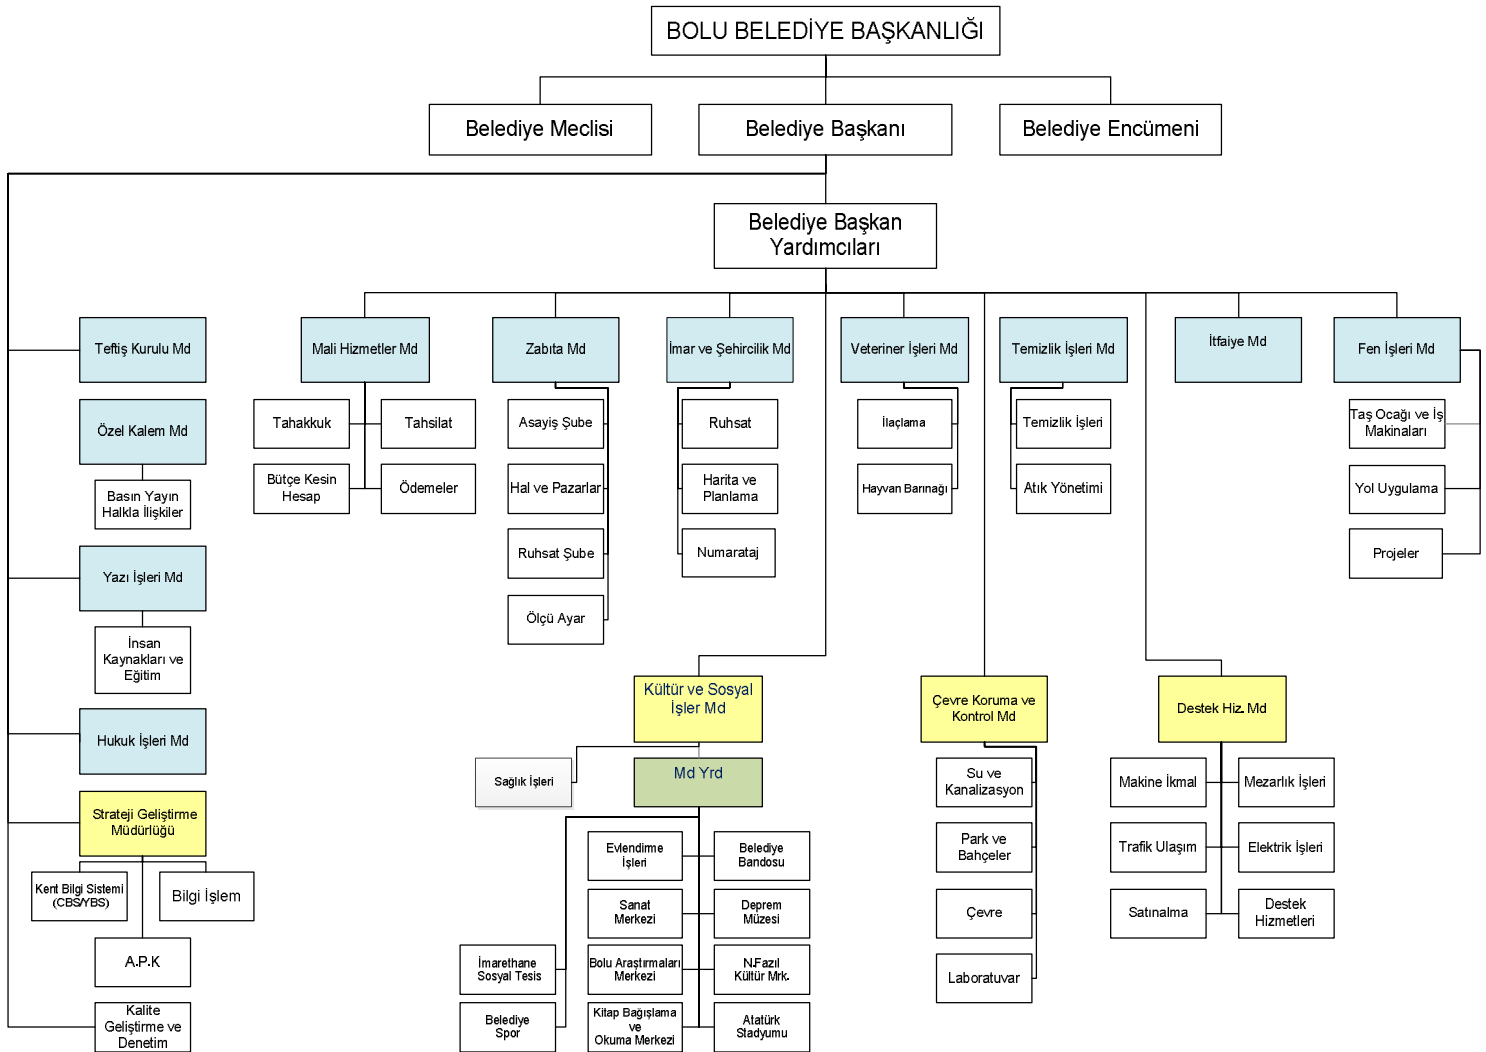 BOLU BELEDİYE BAŞKANLIĞI
Belediye Meclisi
Belediye Başkanı
Belediye Encümeni
Belediye Başkan
Yardımcıları
Teftiş Kurulu Md
Mali Hizmetler Md
Zabıta Md
İmar ve Şehircilik Md
Veteriner İşleri Md
Temizlik İşleri Md
İtfaiye Md
Fen İşleri Md
Özel Kalem Md
Basın Yayın
Halkla İlişkiler
Yazı İşleri Md
İnsan
Kaynakları ve
Eğitim
Hukuk İşleri Md
Strateji Geliştirme
Müdürlüğü
Kent Bilgi Sistemi
(CBS/YBS)
Bilgi İşlem
A.P.K
Kalite
Geliştirme ve
Denetim
Tahakkuk
Tahsilat
Bütçe Kesin
Hesap
Ödemeler
Asayiş Şube
Hal ve Pazarlar
Ruhsat Şube
Ölçü Ayar
Ruhsat
Harita ve
Planlama
Numarataj
İlaçlama
Hayvan Barınağı
Temizlik İşleri
Atık Yönetimi
Taş Ocağı ve İş
Makinaları
Yol Uygulama
Projeler
Kültür ve Sosyal
İşler Md
Sağlık İşleri
Md Yrd
Evlendirme
İşleri
Belediye
Bandosu
Sanat
Merkezi
Deprem
Müzesi
İmarethane
Sosyal Tesis
Bolu Araştırmaları
Merkezi
N.Fazıl
Kültür Mrk.
Belediye
Spor
Kitap Bağışlama
ve
Okuma Merkezi
Atatürk
Stadyumu
Çevre Koruma ve
Kontrol Md
Su ve
Kanalizasyon
Park ve
Bahçeler
Çevre
Laboratuvar
Destek Hiz. Md
Makine İkmal
Mezarlık İşleri
Trafik Ulaşım
Elektrik İşleri
Satınalma
Destek
Hizmetleri